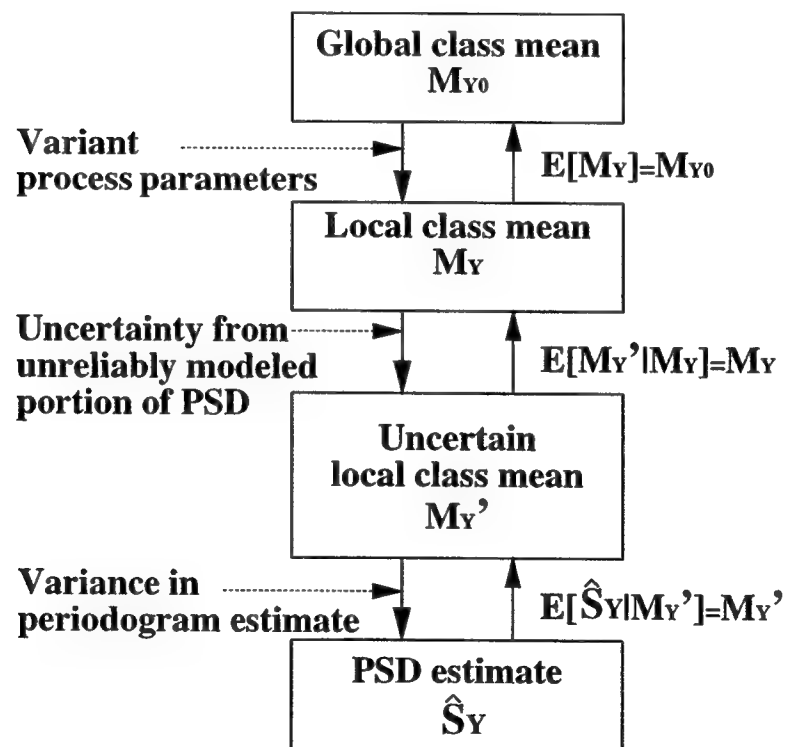 Global class mean
MY0
Variant
process parameters
E[MY]=MY0
Local class mean
MY
Uncertainty from
unreliably modeled
portion of PSD
E[MY'|MY]=MY
Uncertain
local class mean
MY'
Variance in
periodogram estimate
E[ŜY|MY']=MY'
PSD estimate
ŜY